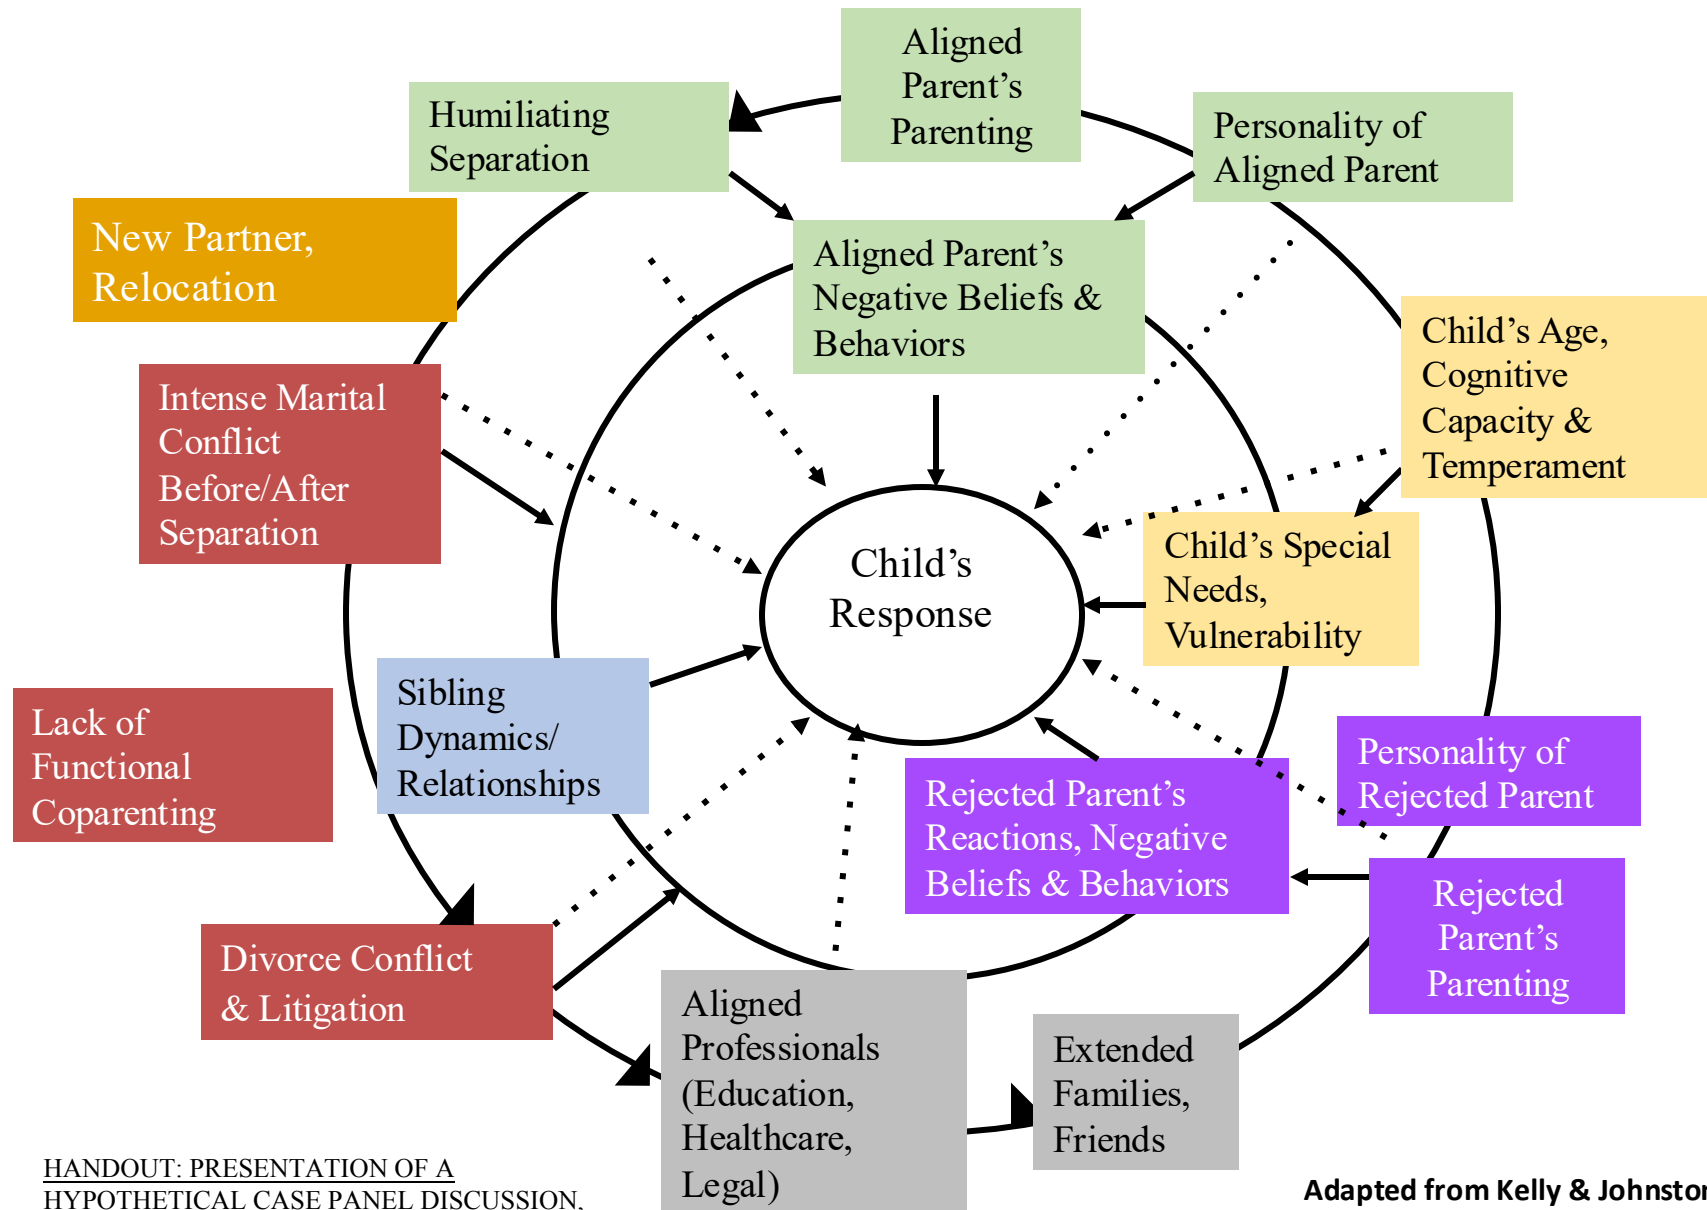 Aligned
Parent’s
Parenting
Humiliating
Separation
Personality of
Aligned Parent
New Partner,
Relocation
Aligned Parent’s
Negative Beliefs &
Behaviors
Child’s Age,
Cognitive
Capacity &
Temperament
Intense Marital
Conflict
Before/After
Separation
Child’s
Response
Child’s Special
Needs,
Vulnerability
Sibling
Dynamics/
Relationships
Lack of
Functional
Coparenting
Personality of
Rejected Parent
Rejected Parent’s
Reactions, Negative
Beliefs & Behaviors
Rejected
Parent’s
Parenting
Divorce Conflict
& Litigation
Aligned
Professionals
(Education,
Healthcare,
Legal)
Extended
Families,
Friends
HANDOUT: PRESENTATION OF A
HYPOTHETICAL CASE PANEL DISCUSSION,
Adapted from Kelly & Johnston